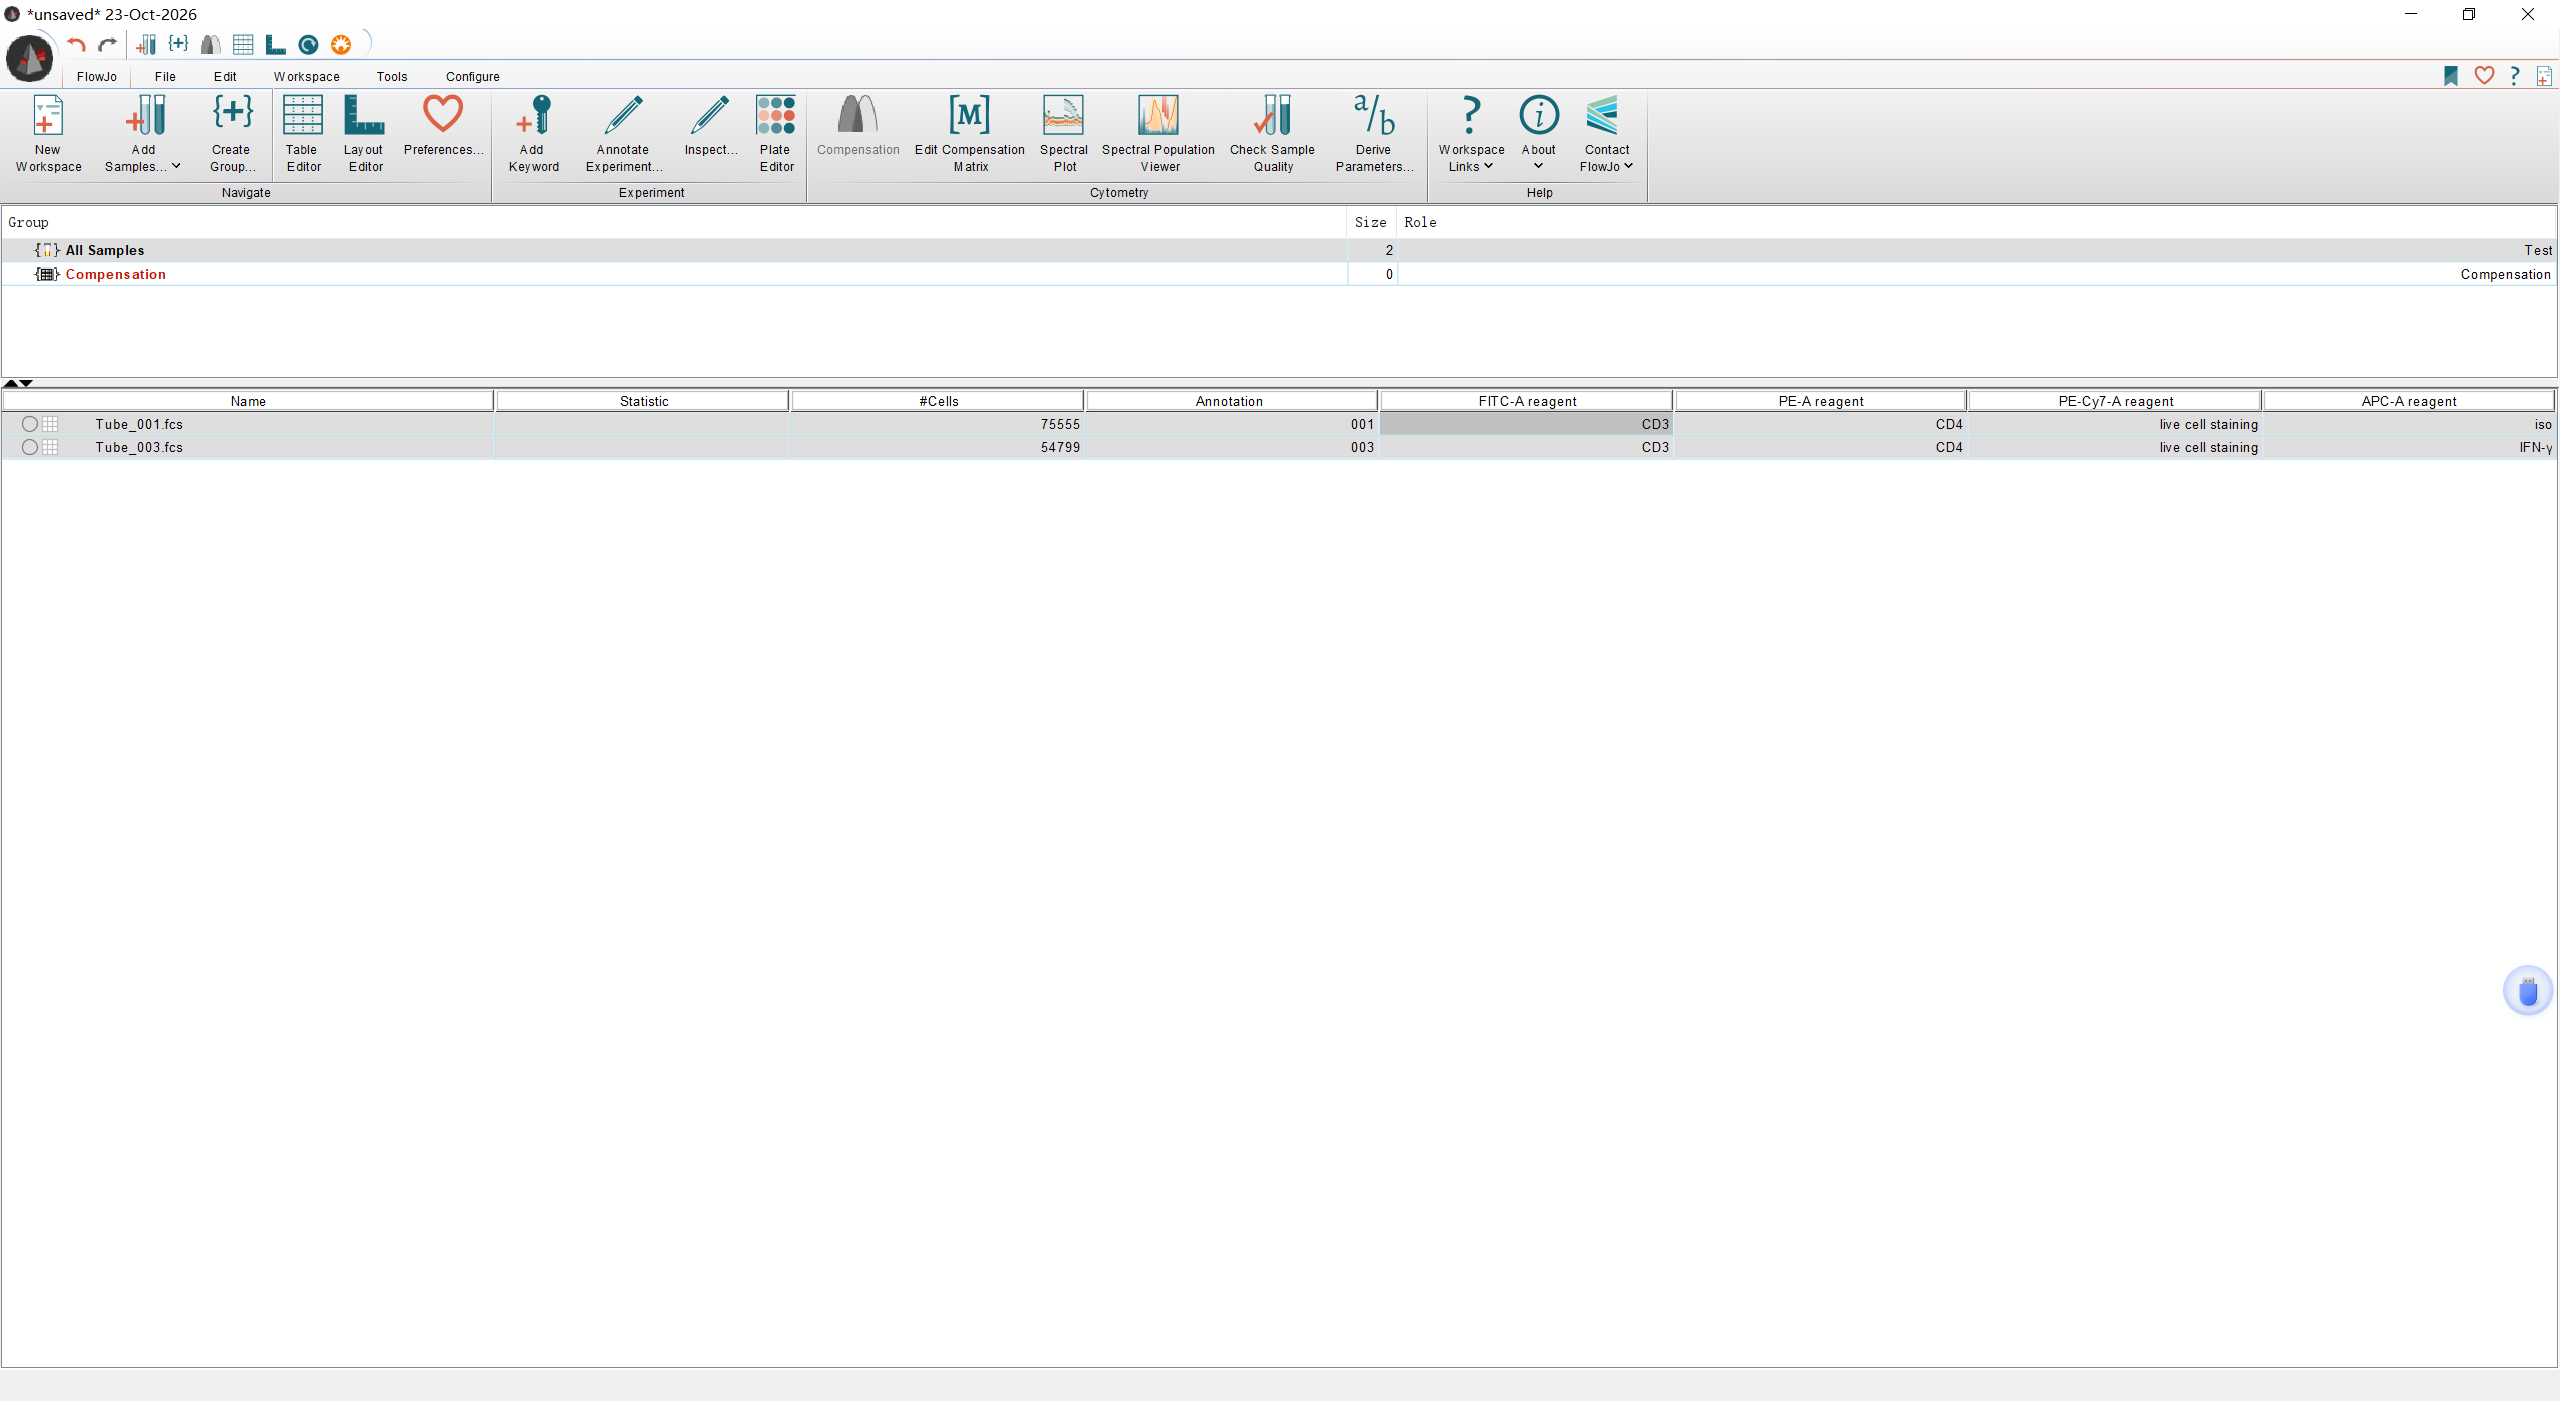 *unsaved* 23-Oct-2026
FlowJo File Edit Workspace Tools Configure
New Workspace
Add Samples...
Create Group...
Table Editor
Layout Editor
Preferences...
Navigate
Add Keyword
Annotate Experiment...
Inspect...
Plate Editor
Experiment
Compensation
Edit Compensation Matrix
Spectral Plot
Spectral Population Viewer
Check Sample Quality
Derive Parameters...
Cytometry
Workspace Links
About
Contact FlowJo
Help
Group Size Role
All Samples 2 Test
Compensation 0 Compensation
Name Statistic #Cells Annotation FITC-A reagent PE-A reagent PE-Cy7-A reagent APC-A reagent
Tube_001.fcs 75555 001 CD3 CD4 live cell staining iso
Tube_003.fcs 54799 003 CD3 CD4 live cell staining IFN-γ